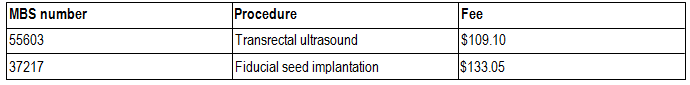 MBS number Procedure Fee
55603 Transrectal ultrasound $109.10
37217 Fiducial seed implantation $133.05